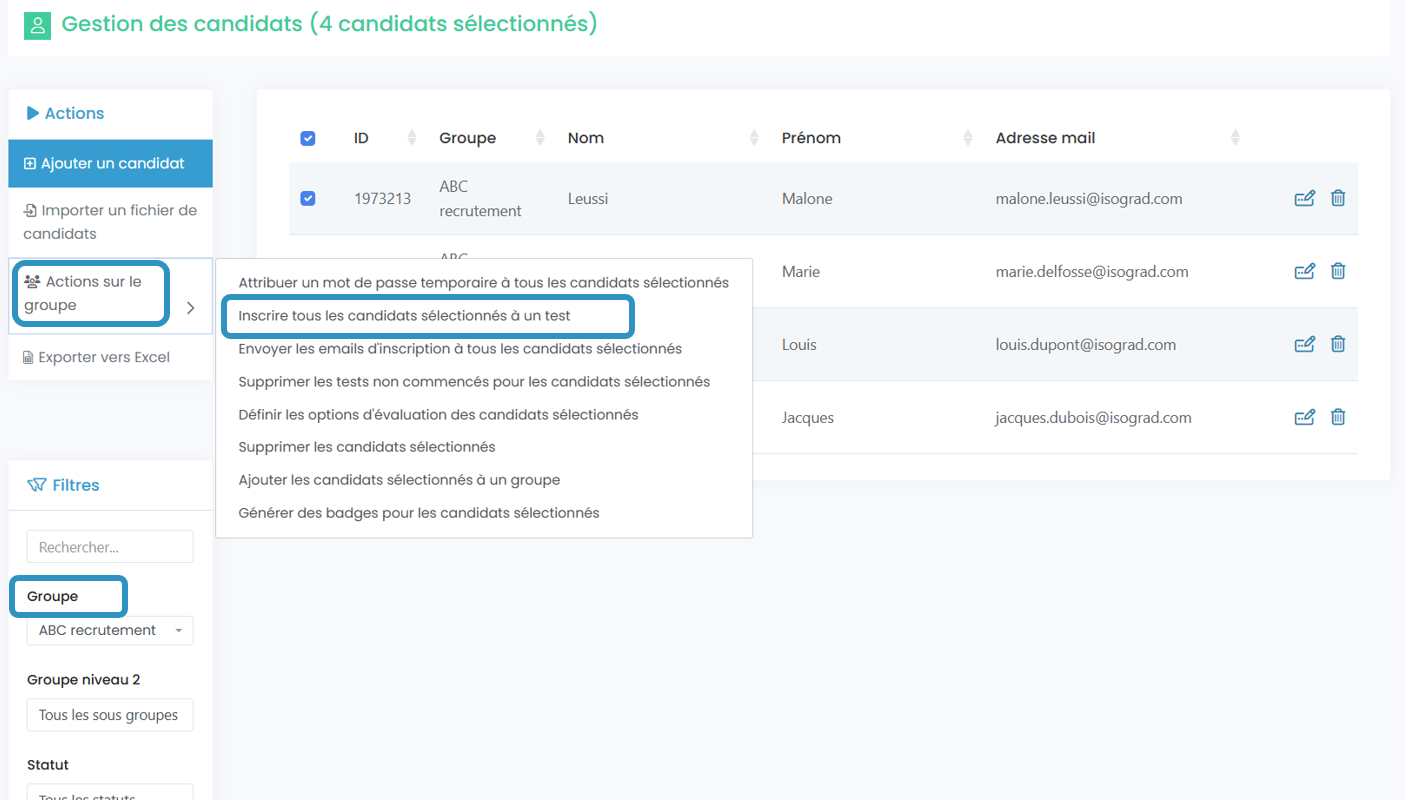 Gestion des candidats (4 candidats sélectionnés)
Actions
Ajouter un candidat
Importer un fichier de
candidats
Actions sur le
groupe
Exporter vers Excel
ID Groupe Nom Prénom Adresse mail
1973213 ABC
recrutement Leussi Malone malone.leussi@isograd.com
ABC
Marie marie.delfosse@isograd.com
Louis louis.dupont@isograd.com
Jacques jacques.dubois@isograd.com
Attribuer un mot de passe temporaire à tous les candidats sélectionnés
Inscrire tous les candidats sélectionnés à un test
Envoyer les emails d'inscription à tous les candidats sélectionnés
Supprimer les tests non commencés pour les candidats sélectionnés
Définir les options d'évaluation des candidats sélectionnés
Supprimer les candidats sélectionnés
Ajouter les candidats sélectionnés à un groupe
Générer des badges pour les candidats sélectionnés
Filtres
Rechercher...
Groupe
ABC recrutement
Groupe niveau 2
Tous les sous groupes
Statut
Tous les statuts